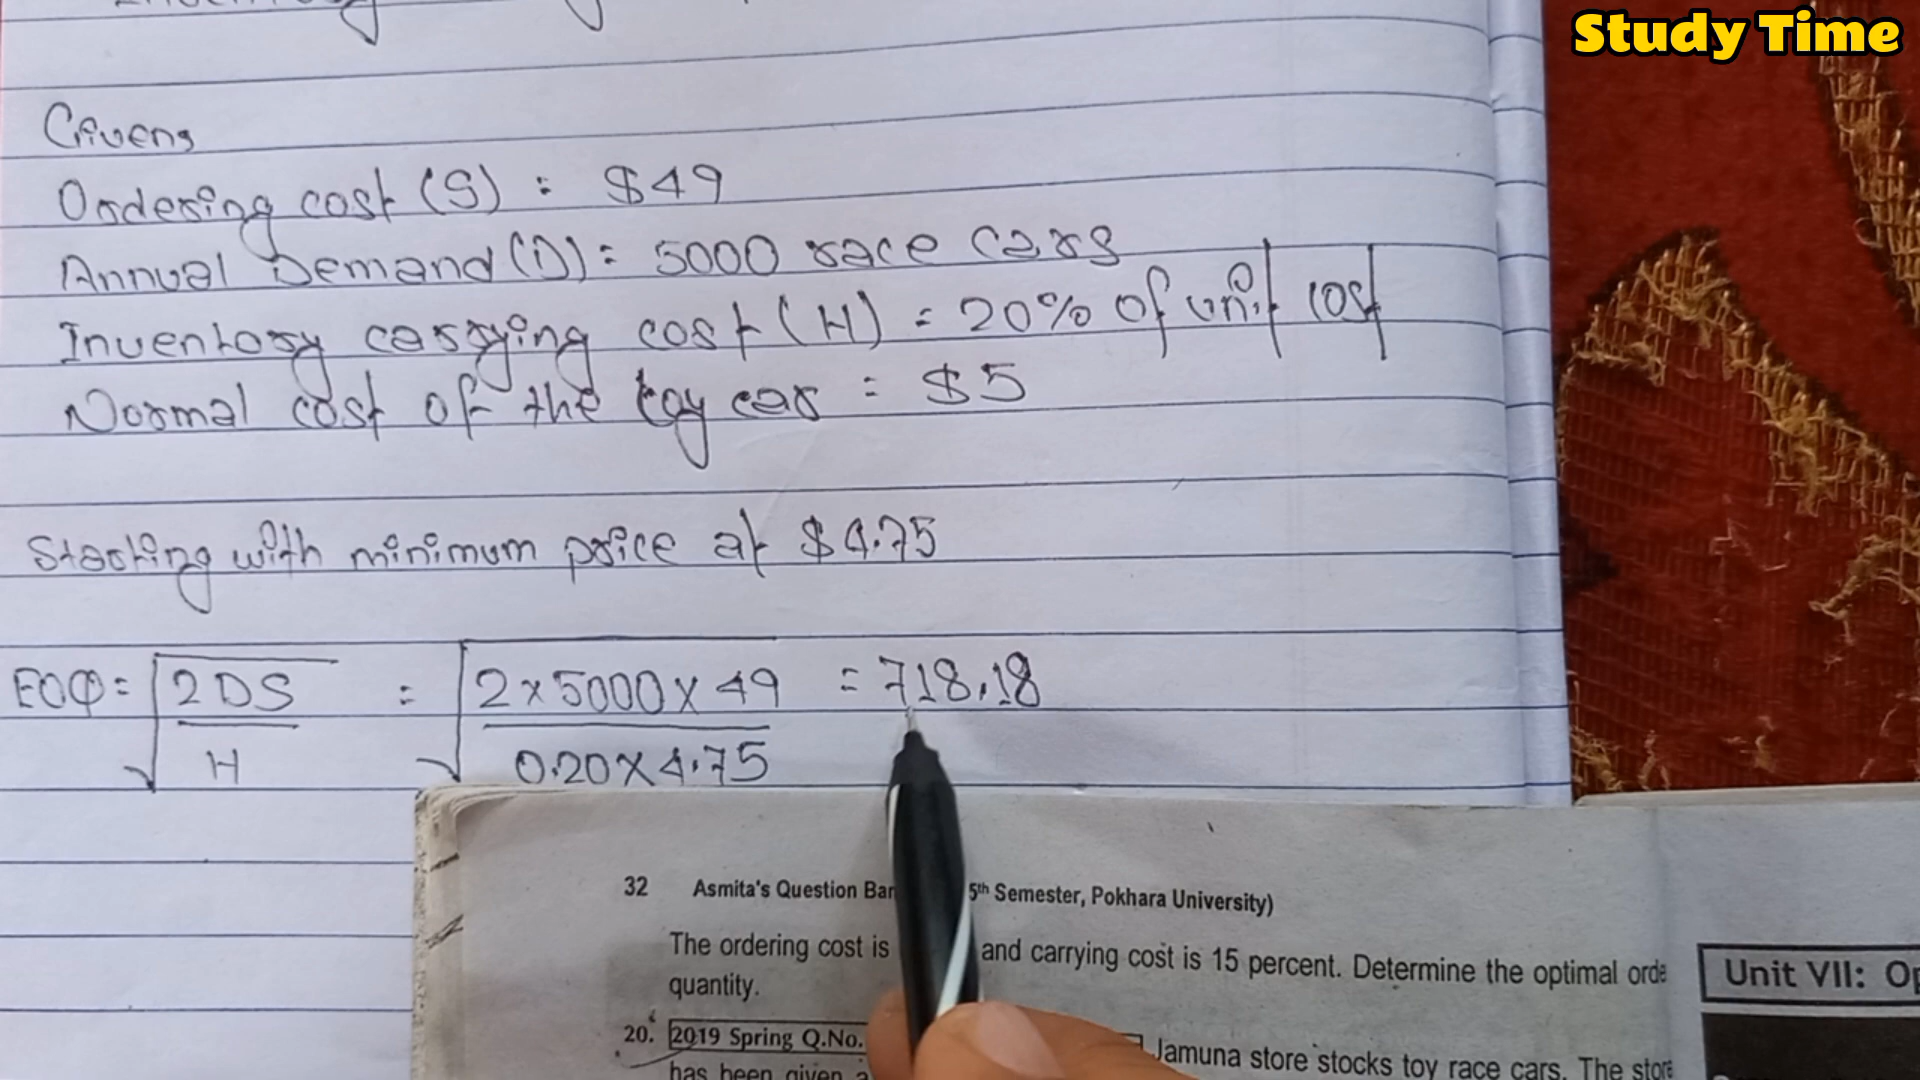 Study Time
Givens
Ordering cost (S) : $49
Annual Demand (D) = 5000 race cars
Inventory carrying cost (H) = 20% of unit cost
Normal cost of the toy car = $5
Starting with minimum price at $4.75
EOQ = √2DS = √2 x 5000 x 49 = 718.18
H 0.20 x 4.75
32 Asmita's Question 5th Semester, Pokhara University)
The ordering cost is and carrying cost is 15 percent. Determine the optimal orde
quantity.
Unit VII:
20. 2019 Spring Q.No. Jamuna store stocks toy race cars. The store
has been given a